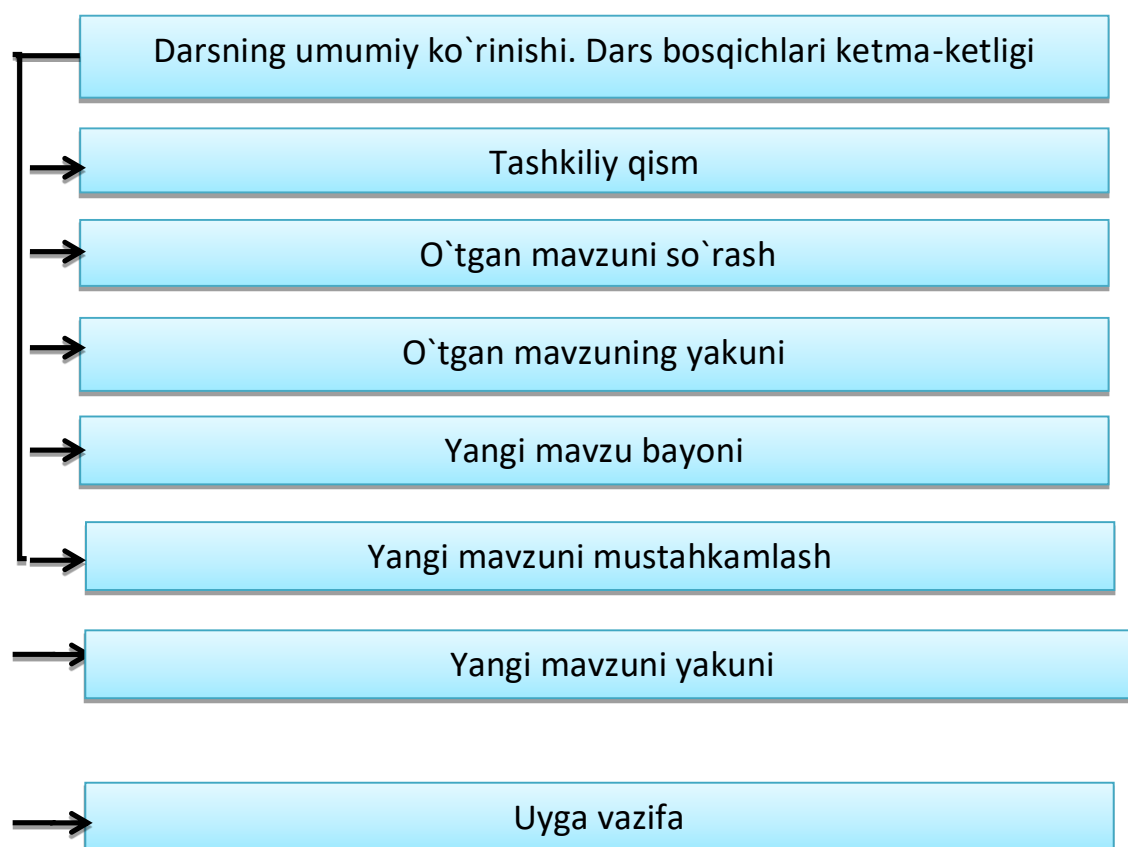 Darsning umumiy ko`rinishi. Dars bosqichlari ketma-ketligi
Tashkiliy qism
O`tgan mavzuni so`rash
O`tgan mavzuning yakuni
Yangi mavzu bayoni
Yangi mavzuni mustahkamlash
Yangi mavzuni yakuni
Uyga vazifa